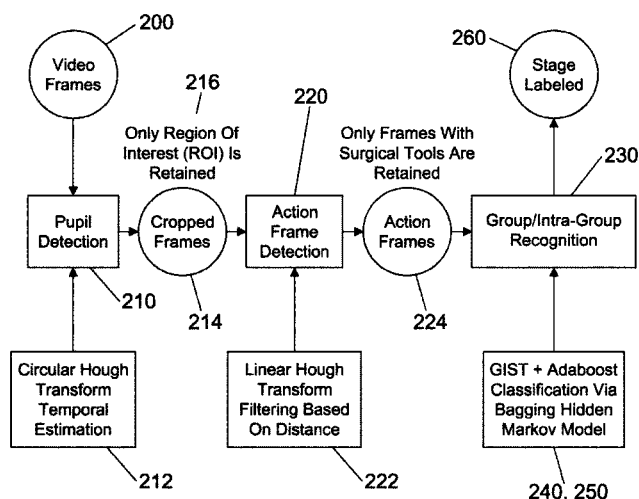 200
Video
Frames
216
Only Region Of
Interest (ROI) Is
Retained
220
Only Frames With
Surgical Tools Are
Retained
260
Stage
Labeled
230
Pupil
Detection
210
Cropped
Frames
214
Action
Frame
Detection
Action
Frames
224
Group/Intra-Group
Recognition
Circular Hough
Transform
Temporal
Estimation
212
Linear Hough
Transform
Filtering Based
On Distance
222
GIST + Adaboost
Classification Via
Bagging Hidden
Markov Model
240, 250